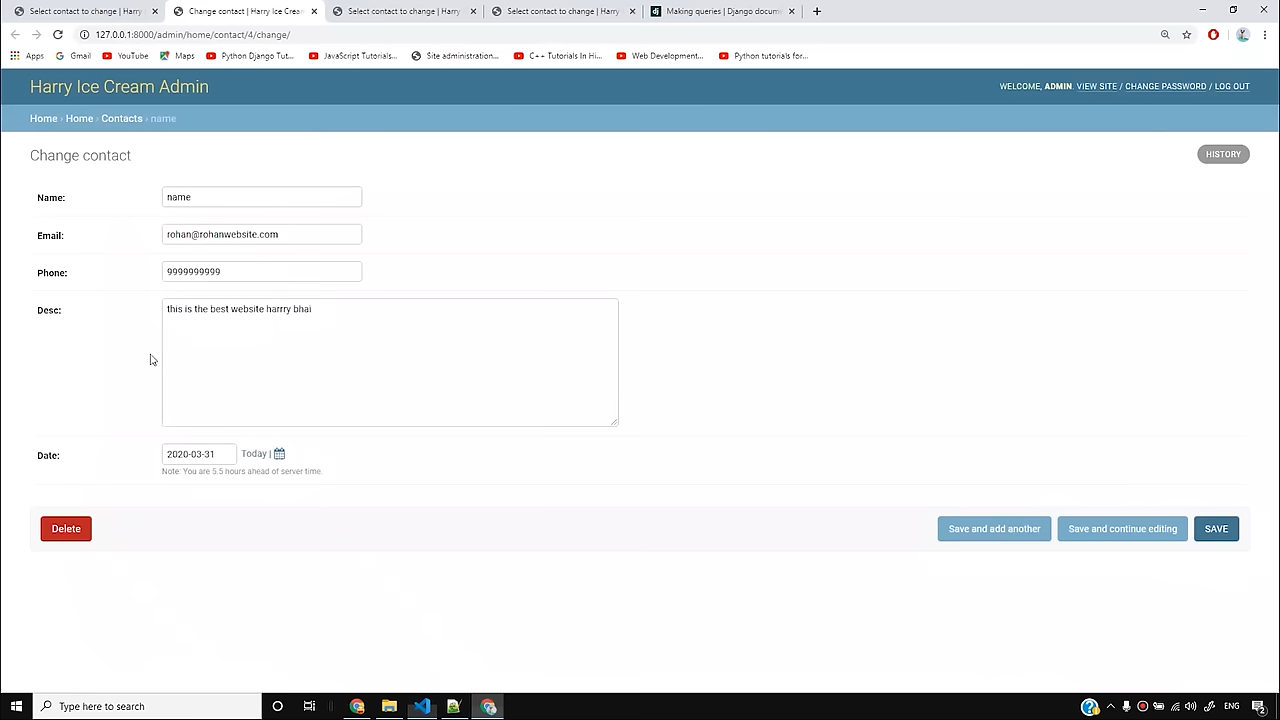 Select contact to change | Harry
Change contact | Harry Ice Crea
Select contact to change | Harry
Select contact to change | Harry
Making queries | Django docum
127.0.0.1:8000/admin/home/contact/4/change/
Apps
Gmail
YouTube
Maps
Python Django Tut...
JavaScript Tutorials...
Site administration...
C++ Tutorials In Hi...
Web Development...
Python tutorials for...
Harry Ice Cream Admin
WELCOME, ADMIN. VIEW SITE / CHANGE PASSWORD / LOG OUT
Home › Home › Contacts › name
Change contact
HISTORY
Name: name
Email: rohan@rohanwebsite.com
Phone: 9999999999
Desc: this is the best website harrry bhai
Date: 2020-03-31 Today |
Note: You are 5.5 hours ahead of server time.
Delete
Save and add another
Save and continue editing
SAVE
Type here to search
ENG